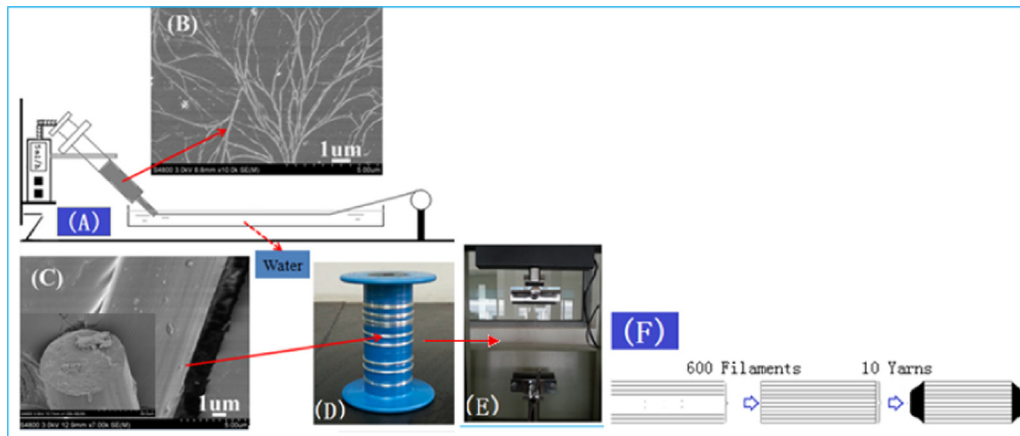 (B)
1um
S4800 3.0kV 8.8mm x10.0k SE(M)
5.00um
5ml/h
(A)
Water
(C)
1um
S4800 3.0kV 12.9mm x7.00k SE(M)
5.00um
(D)
(E)
(F)
600 Filaments
10 Yarns